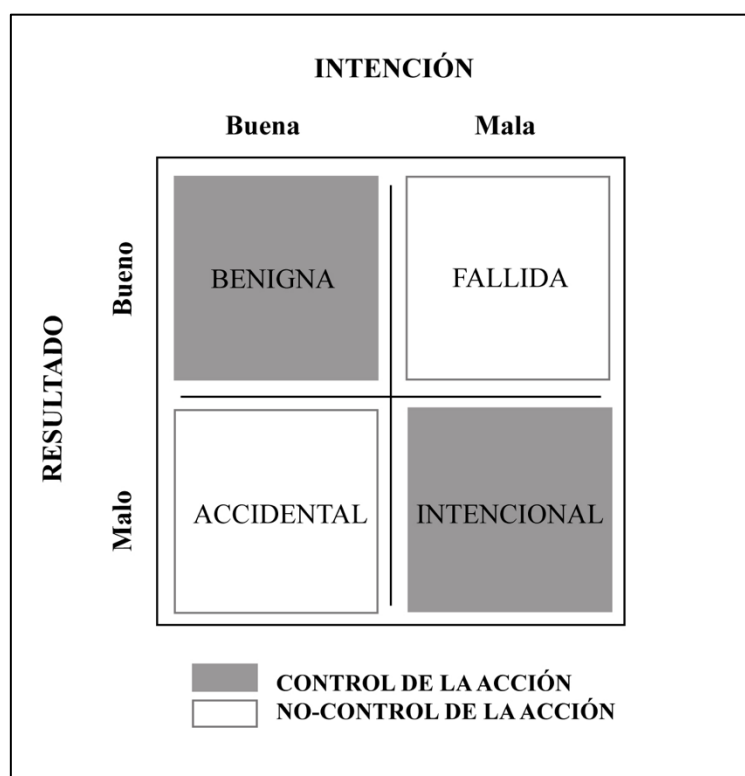 INTENCIÓN
Buena Mala
RESULTADO
Bueno
BENIGNA FALLIDA
Malo
ACCIDENTAL INTENCIONAL
CONTROL DE LA ACCIÓN
NO-CONTROL DE LA ACCIÓN